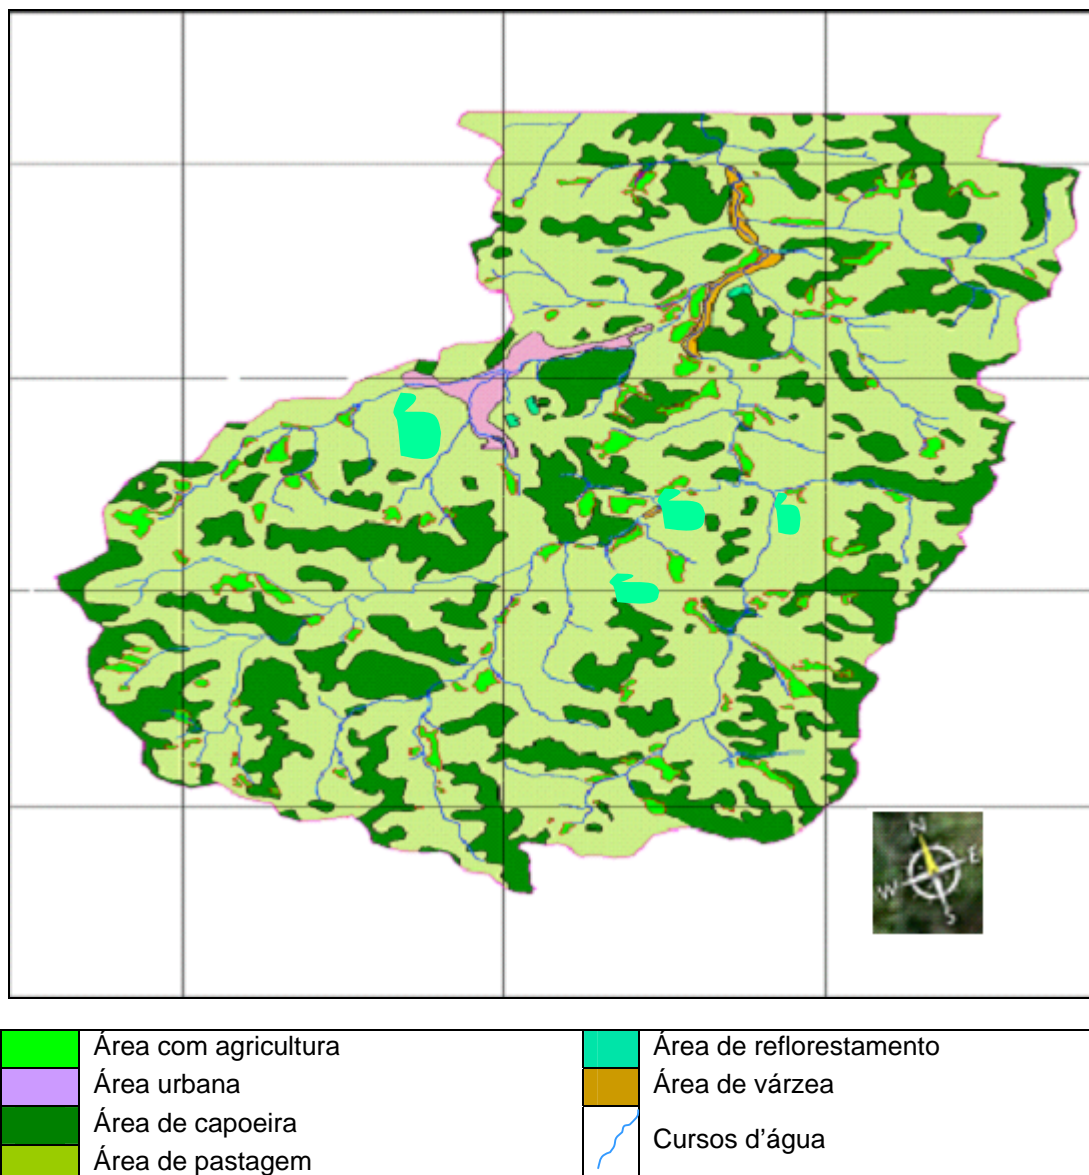 N
E
W
S
Área com agricultura
Área de reflorestamento
Área urbana
Área de várzea
Área de capoeira
Cursos d'água
Área de pastagem